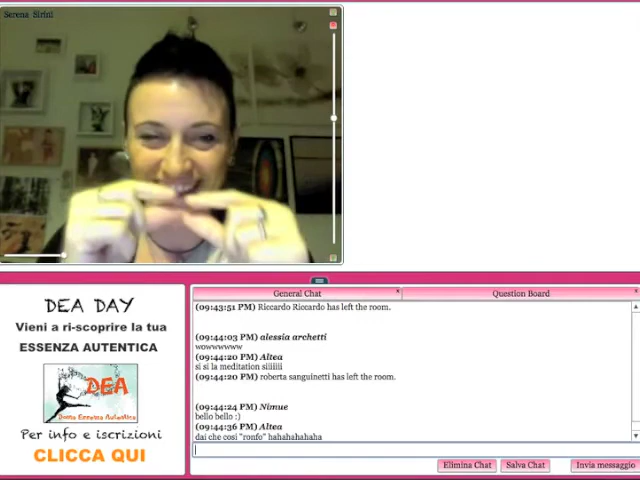 Serena Sirini
General Chat x
Question Board x
(09:43:51 PM) Riccardo Riccardo has left the room.
(09:44:03 PM) alessia archetti
wowwwwww
(09:44:20 PM) Altea
si si la meditation siiiiii
(09:44:20 PM) roberta sanguinetti has left the room.
(09:44:24 PM) Nimue
bello bello :)
(09:44:36 PM) Altea
dai che così "ronfo" hahahahahaha
Elimina Chat
Salva Chat
Invia messaggio
DEA DAY
Vieni a ri-scoprire la tua
ESSENZA AUTENTICA
DEA
Donna Essenza Autentica
Per info e iscrizioni
CLICCA QUI